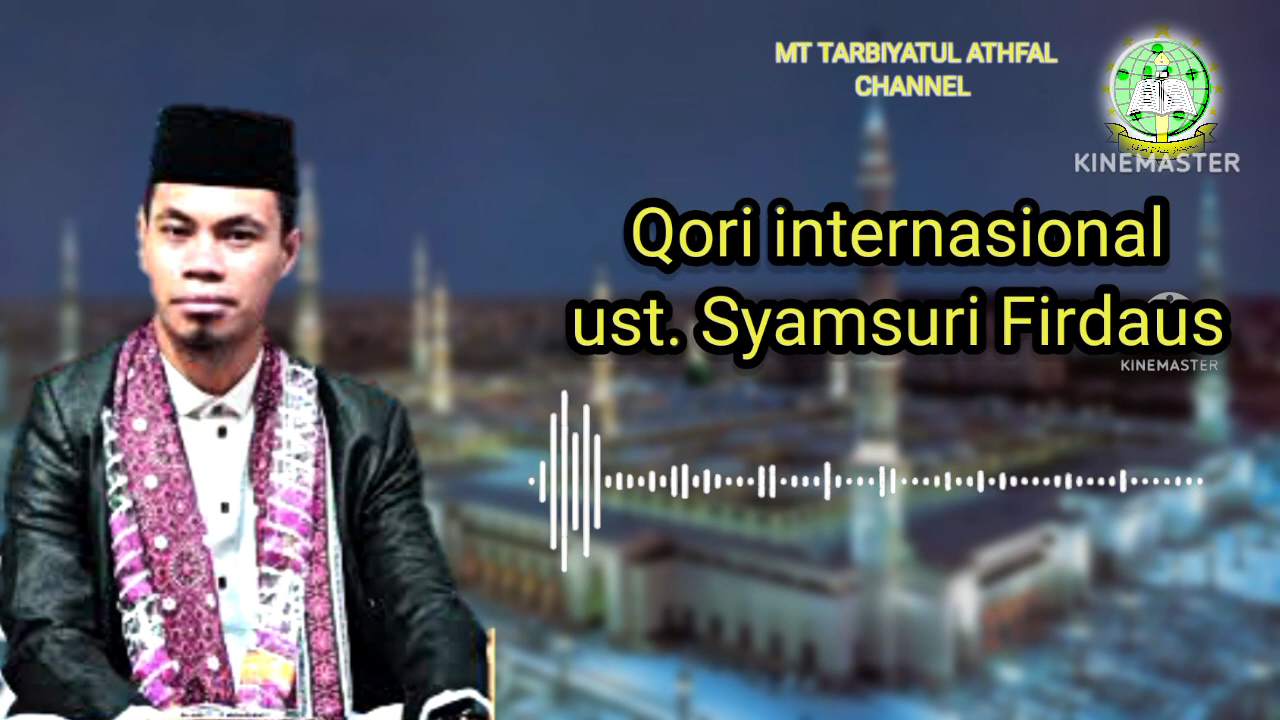 MT TARBIYATUL ATHFAL
CHANNEL
KINEMASTER
Qori internasional
ust. Syamsuri Firdaus
KINEMASTER